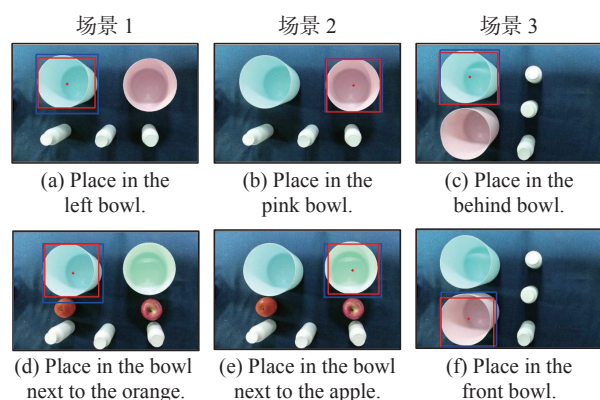 场景 1
场景 2
场景 3
(a) Place in the
left bowl.
(b) Place in the
pink bowl.
(c) Place in the
behind bowl.
(d) Place in the bowl
next to the orange.
(e) Place in the bowl
next to the apple.
(f) Place in the
front bowl.